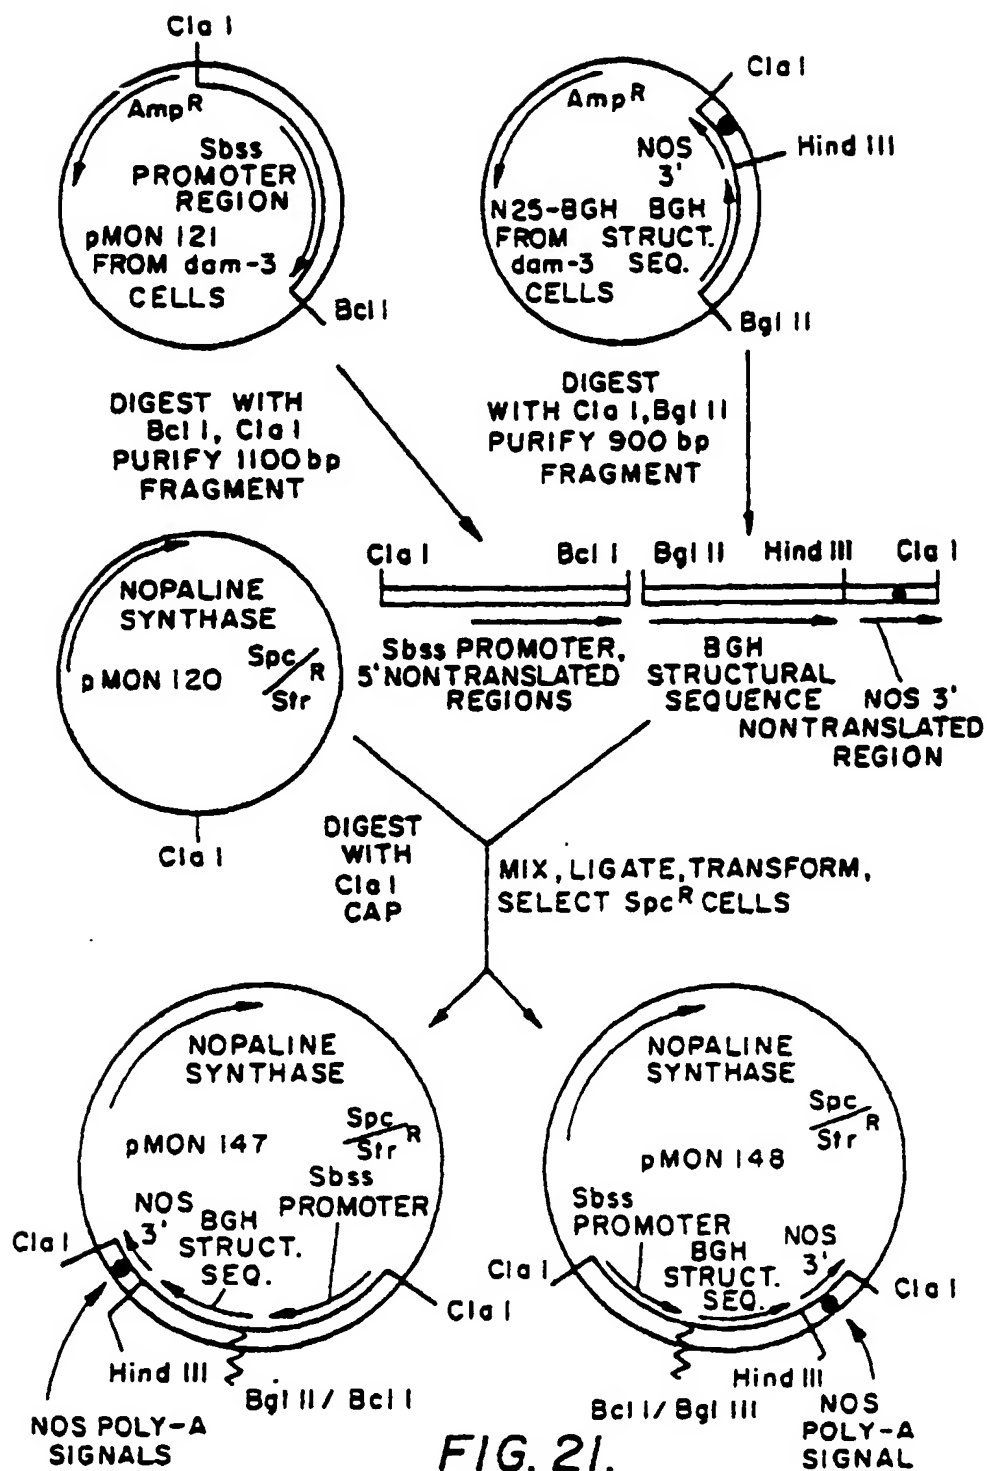 Cla I
Amp R
Sbss
PROMOTER
REGION
pMON 121
FROM dam-3
CELLS
Bcl I
Cla I
Amp R
Hind III
NOS
3'
N25-BGH BGH
FROM STRUCT.
dam-3 SEQ.
CELLS
Bgl II
DIGEST WITH
Bcl I, Cla I
PURIFY 1100 bp
FRAGMENT
DIGEST
WITH Cla I, Bgl II
PURIFY 900 bp
FRAGMENT
NOPALINE
SYNTHASE
pMON 120
Spc
Str
R
Cla I
Cla I Bcl I Bgl II Hind III Cla I
Sbss PROMOTER,
5' NONTRANSLATED
REGIONS
BGH
STRUCTURAL
SEQUENCE
NOS 3'
NONTRANSLATED
REGION
DIGEST
WITH
Cla I
CAP
MIX, LIGATE, TRANSFORM,
SELECT Spc R CELLS
NOPALINE
SYNTHASE
pMON 147
Spc
Str
R
Sbss
PROMOTER
NOS
3'
BGH
STRUCT.
SEQ.
Cla I
Cla I
Hind III
Bgl II / Bcl I
NOS POLY-A
SIGNALS
NOPALINE
SYNTHASE
Spc
Str
R
pMON 148
Sbss
PROMOTER
BGH
STRUCT.
SEQ.
NOS
3'
Cla I
Cla I
Hind III
Bcl I / Bgl III
NOS
POLY-A
SIGNAL
FIG. 21.